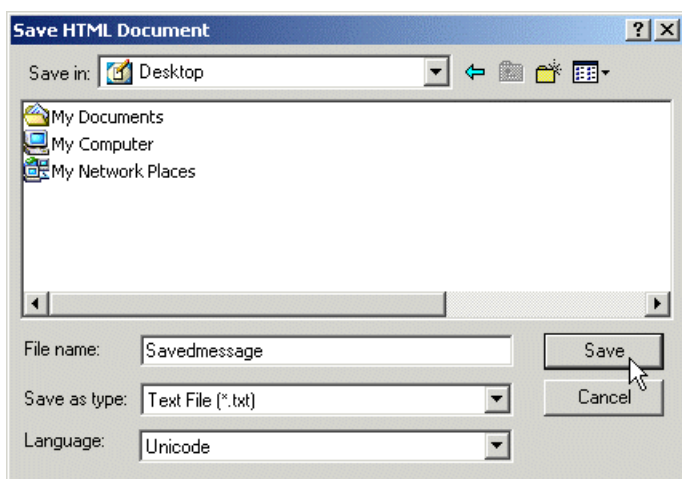 Save HTML Document
Save in: Desktop
My Documents
My Computer
My Network Places
File name: Savedmessage Save
Save as type: Text File (*.txt) Cancel
Language: Unicode